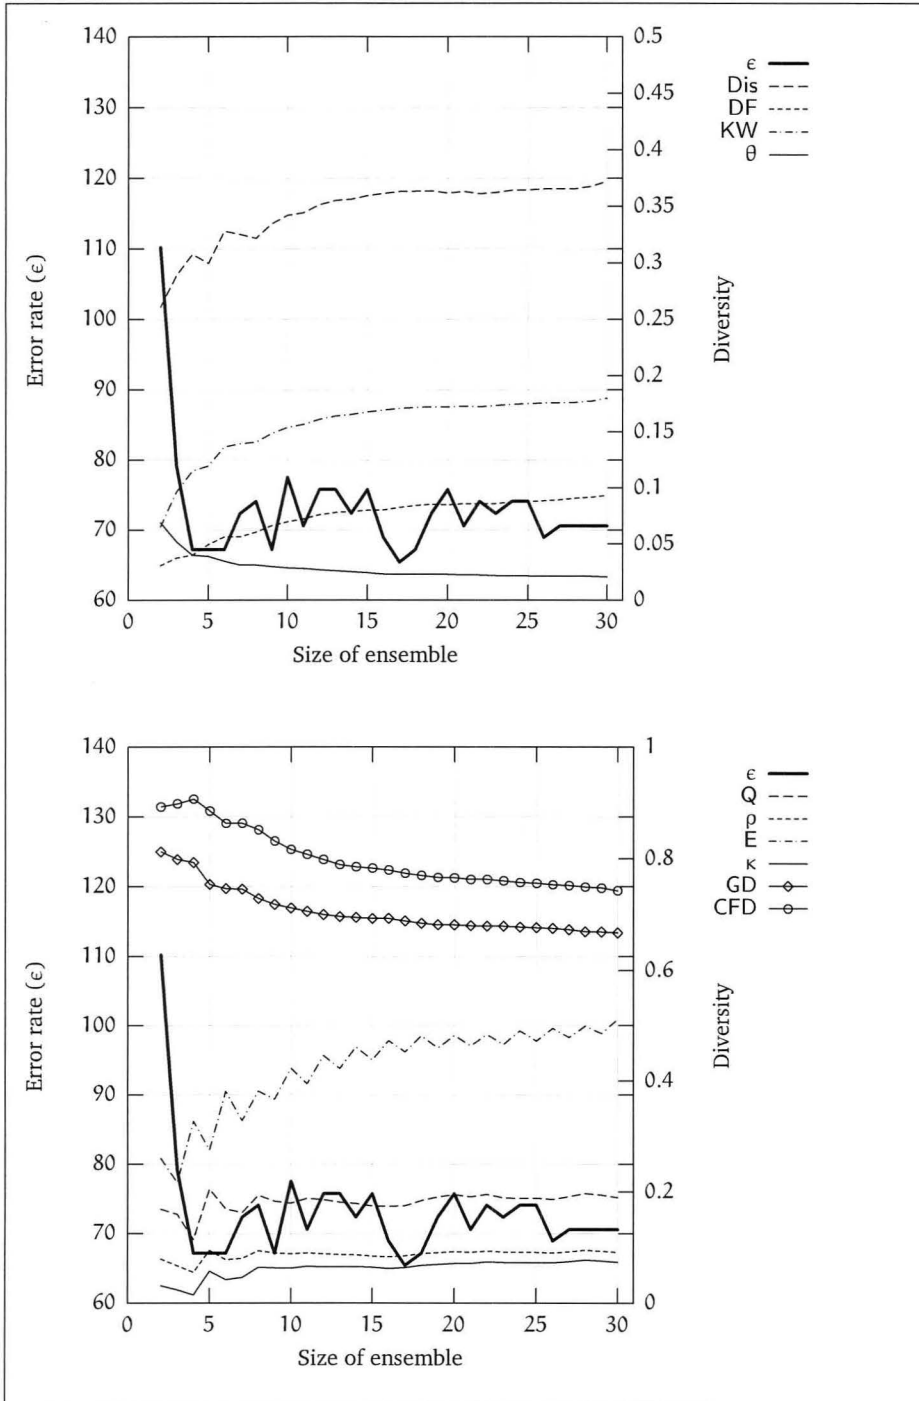 140
130
120
110
100
90
80
70
60
0.5
0.45
0.4
0.35
0.3
0.25
0.2
0.15
0.1
0.05
0
0 5 10 15 20 25 30
Error rate (ϵ)
Diversity
Size of ensemble
ϵ
Dis
DF
KW
θ
140
130
120
110
100
90
80
70
60
1
0.8
0.6
0.4
0.2
0
0 5 10 15 20 25 30
Error rate (ϵ)
Diversity
Size of ensemble
ϵ
Q
ρ
E
κ
GD
CFD